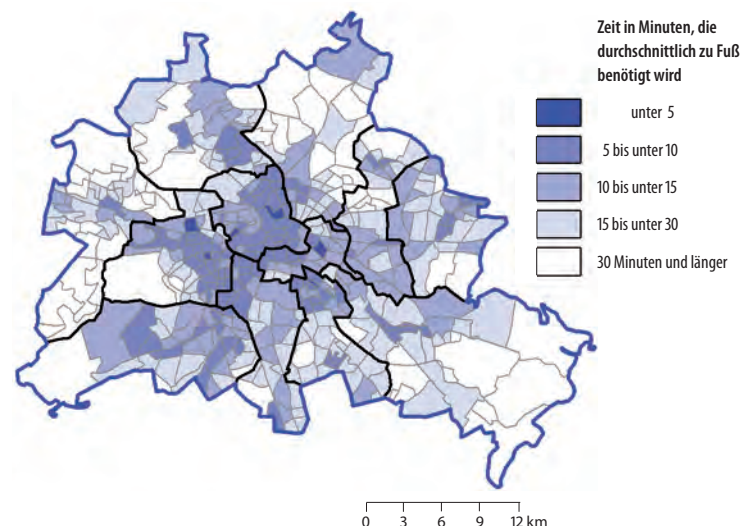 Zeit in Minuten, die
durchschnittlich zu Fuß
benötigt wird
unter 5
5 bis unter 10
10 bis unter 15
15 bis unter 30
30 Minuten und länger
0 3 6 9 12 km